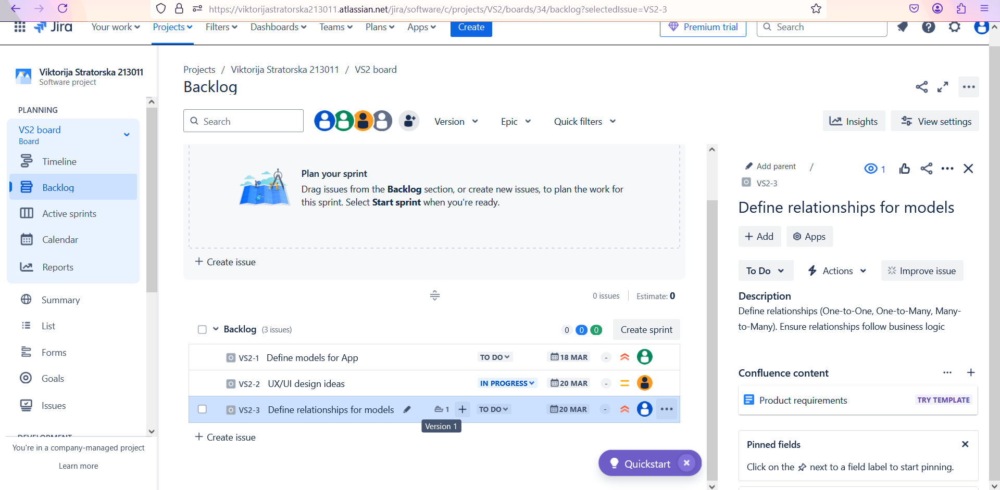 https://viktorijastratorska213011.atlassian.net/jira/software/c/projects/VS2/boards/34/backlog?selectedIssue=VS2-3
Jira
Your work
Projects
Filters
Dashboards
Teams
Plans
Apps
Create
Premium trial
Search
Viktorija Stratorska 213011
Software project
PLANNING
VS2 board
Board
Timeline
Backlog
Active sprints
Calendar
Reports
Summary
List
Forms
Goals
Issues
DEVELOPMENT
You're in a company-managed project
Learn more
Projects / Viktorija Stratorska 213011 / VS2 board
Backlog
Search
Version
Epic
Quick filters
Insights
View settings
Plan your sprint
Drag issues from the Backlog section, or create new issues, to plan the work for
this sprint. Select Start sprint when you're ready.
+ Create issue
0 issues
Estimate: 0
Backlog (3 issues)
0 0 0
Create sprint
VS2-1 Define models for App TO DO 18 MAR -
VS2-2 UX/UI design ideas IN PROGRESS 20 MAR -
VS2-3 Define relationships for models 1 + TO DO 20 MAR -
Version 1
+ Create issue
Quickstart
Add parent /
1
VS2-3
Define relationships for models
+ Add
Apps
To Do
Actions
Improve issue
Description
Define relationships (One-to-One, One-to-Many, Many-
to-Many). Ensure relationships follow business logic
Confluence content
Product requirements
TRY TEMPLATE
Pinned fields
Click on the next to a field label to start pinning.